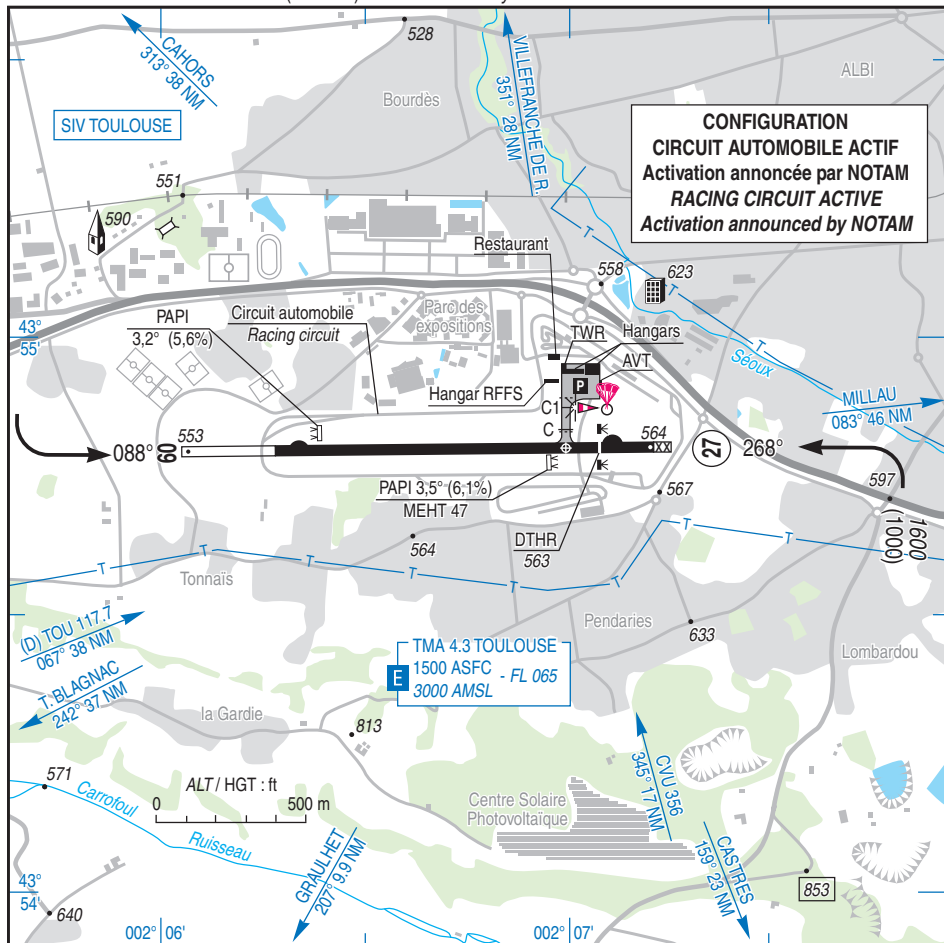 528
CAHORS
313° 38 NM
VILLEFRANCHE DE R.
351° 28 NM
Bourdès
ALBI
SIV TOULOUSE
CONFIGURATION
CIRCUIT AUTOMOBILE ACTIF
Activation annoncée par NOTAM
RACING CIRCUIT ACTIVE
Activation announced by NOTAM
551
590
T
Restaurant
558
623
T
43°
55'
PAPI
3,2° (5,6%)
Circuit automobile
Racing circuit
Parc des
expositions
TWR
Hangars
AVT
Séoux
T
P
Hangar RFFS
C1
C
MILLAU
083° 46 NM
088°
09
553
564
XX
27
268°
PAPI 3,5° (6,1%)
MEHT 47
567
597
1600
(1000)
DTHR
563
564
T
T
T
T
T
Tonnaïs
Pendaries
633
Lombardou
(D) TOU 117.7
067° 38 NM
T. BLAGNAC
242° 37 NM
E
TMA 4.3 TOULOUSE
1500 ASFC
3000 AMSL
- FL 065
la Gardie
813
CVU 356
345° 17 NM
571
Carrofoul
Ruisseau
ALT / HGT : ft
0
500 m
Centre Solaire
Photovoltaïque
GRAULHET
207° 9.9 NM
CASTRES
159° 23 NM
853
43°
54'
640
002° 06'
002° 07'